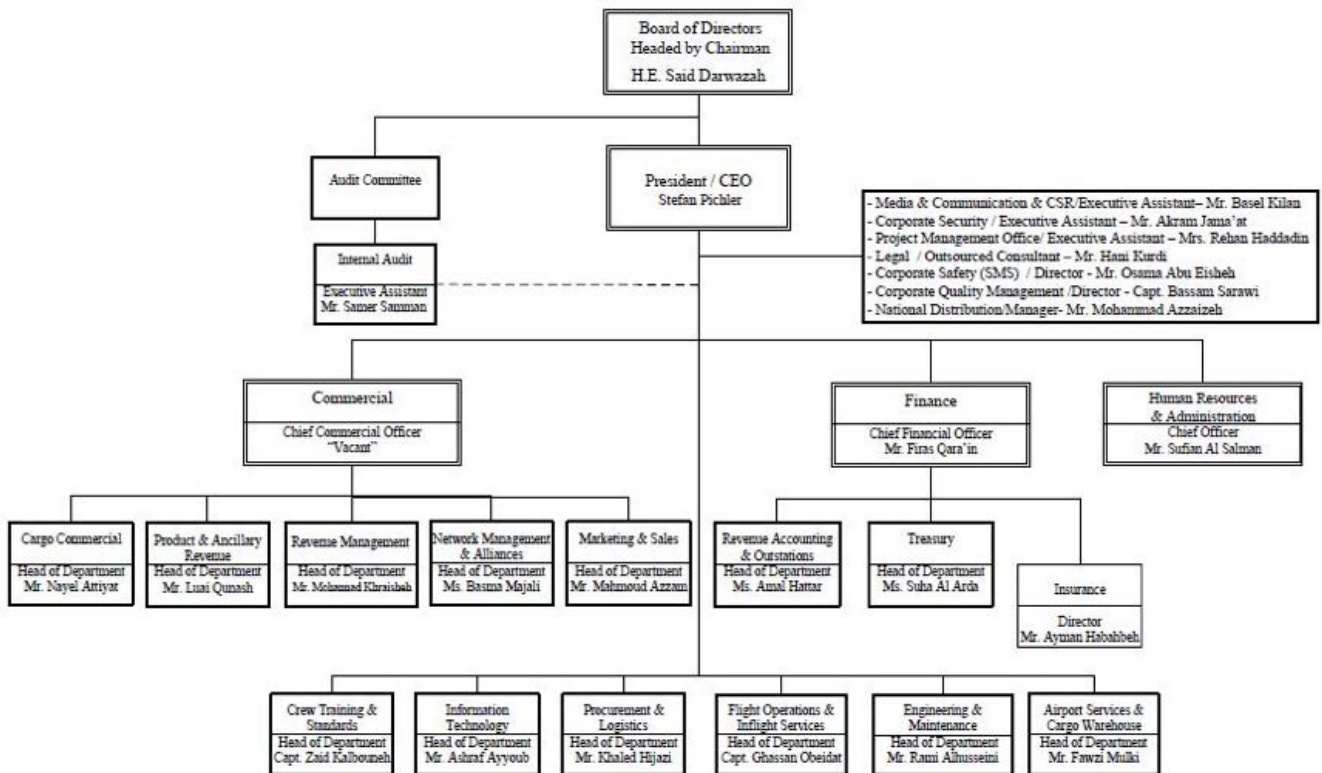 Board of Directors
Headed by Chairman
H.E. Said Darwazah
Audit Committee
President / CEO
Stefan Pichler
- Media & Communication & CSR/Executive Assistant– Mr. Basel Kilan
- Corporate Security / Executive Assistant – Mr. Akram Jama'at
- Project Management Office/ Executive Assistant – Mrs. Rehan Haddadin
- Legal / Outsourced Consultant – Mr. Hani Kurdi
- Corporate Safety (SMS) / Director - Mr. Osama Abu Eisheh
- Corporate Quality Management /Director - Capt. Bassam Sarawi
- National Distribution/Manager- Mr. Mohammad Azzaizeh
Internal Audit
Executive Assistant
Mr. Samer Samman
Commercial
Chief Commercial Officer
“Vacant”
Finance
Chief Financial Officer
Mr. Firas Qara'in
Human Resources
& Administration
Chief Officer
Mr. Sufian Al Salman
Cargo Commercial
Head of Department
Mr. Nayel Attiyat
Product & Ancillary
Revenue
Head of Department
Mr. Luai Qunash
Revenue Management
Head of Department
Mr. Mohannad Khraisheh
Network Management
& Alliances
Head of Department
Ms. Basma Majali
Marketing & Sales
Head of Department
Mr. Mahmoud Azzam
Revenue Accounting
& Outstations
Head of Department
Ms. Amal Hattar
Treasury
Head of Department
Ms. Suha Al Arda
Insurance
Director
Mr. Ayman Hababbeh
Crew Training &
Standards
Head of Department
Capt. Zaid Kalbouneh
Information
Technology
Head of Department
Mr. Ashraf Ayyoub
Procurement &
Logistics
Head of Department
Mr. Khaled Hijazi
Flight Operations &
Inflight Services
Head of Department
Capt. Ghassan Obeidat
Engineering &
Maintenance
Head of Department
Mr. Rami Alhusseini
Airport Services &
Cargo Warehouse
Head of Department
Mr. Fawzi Mulki